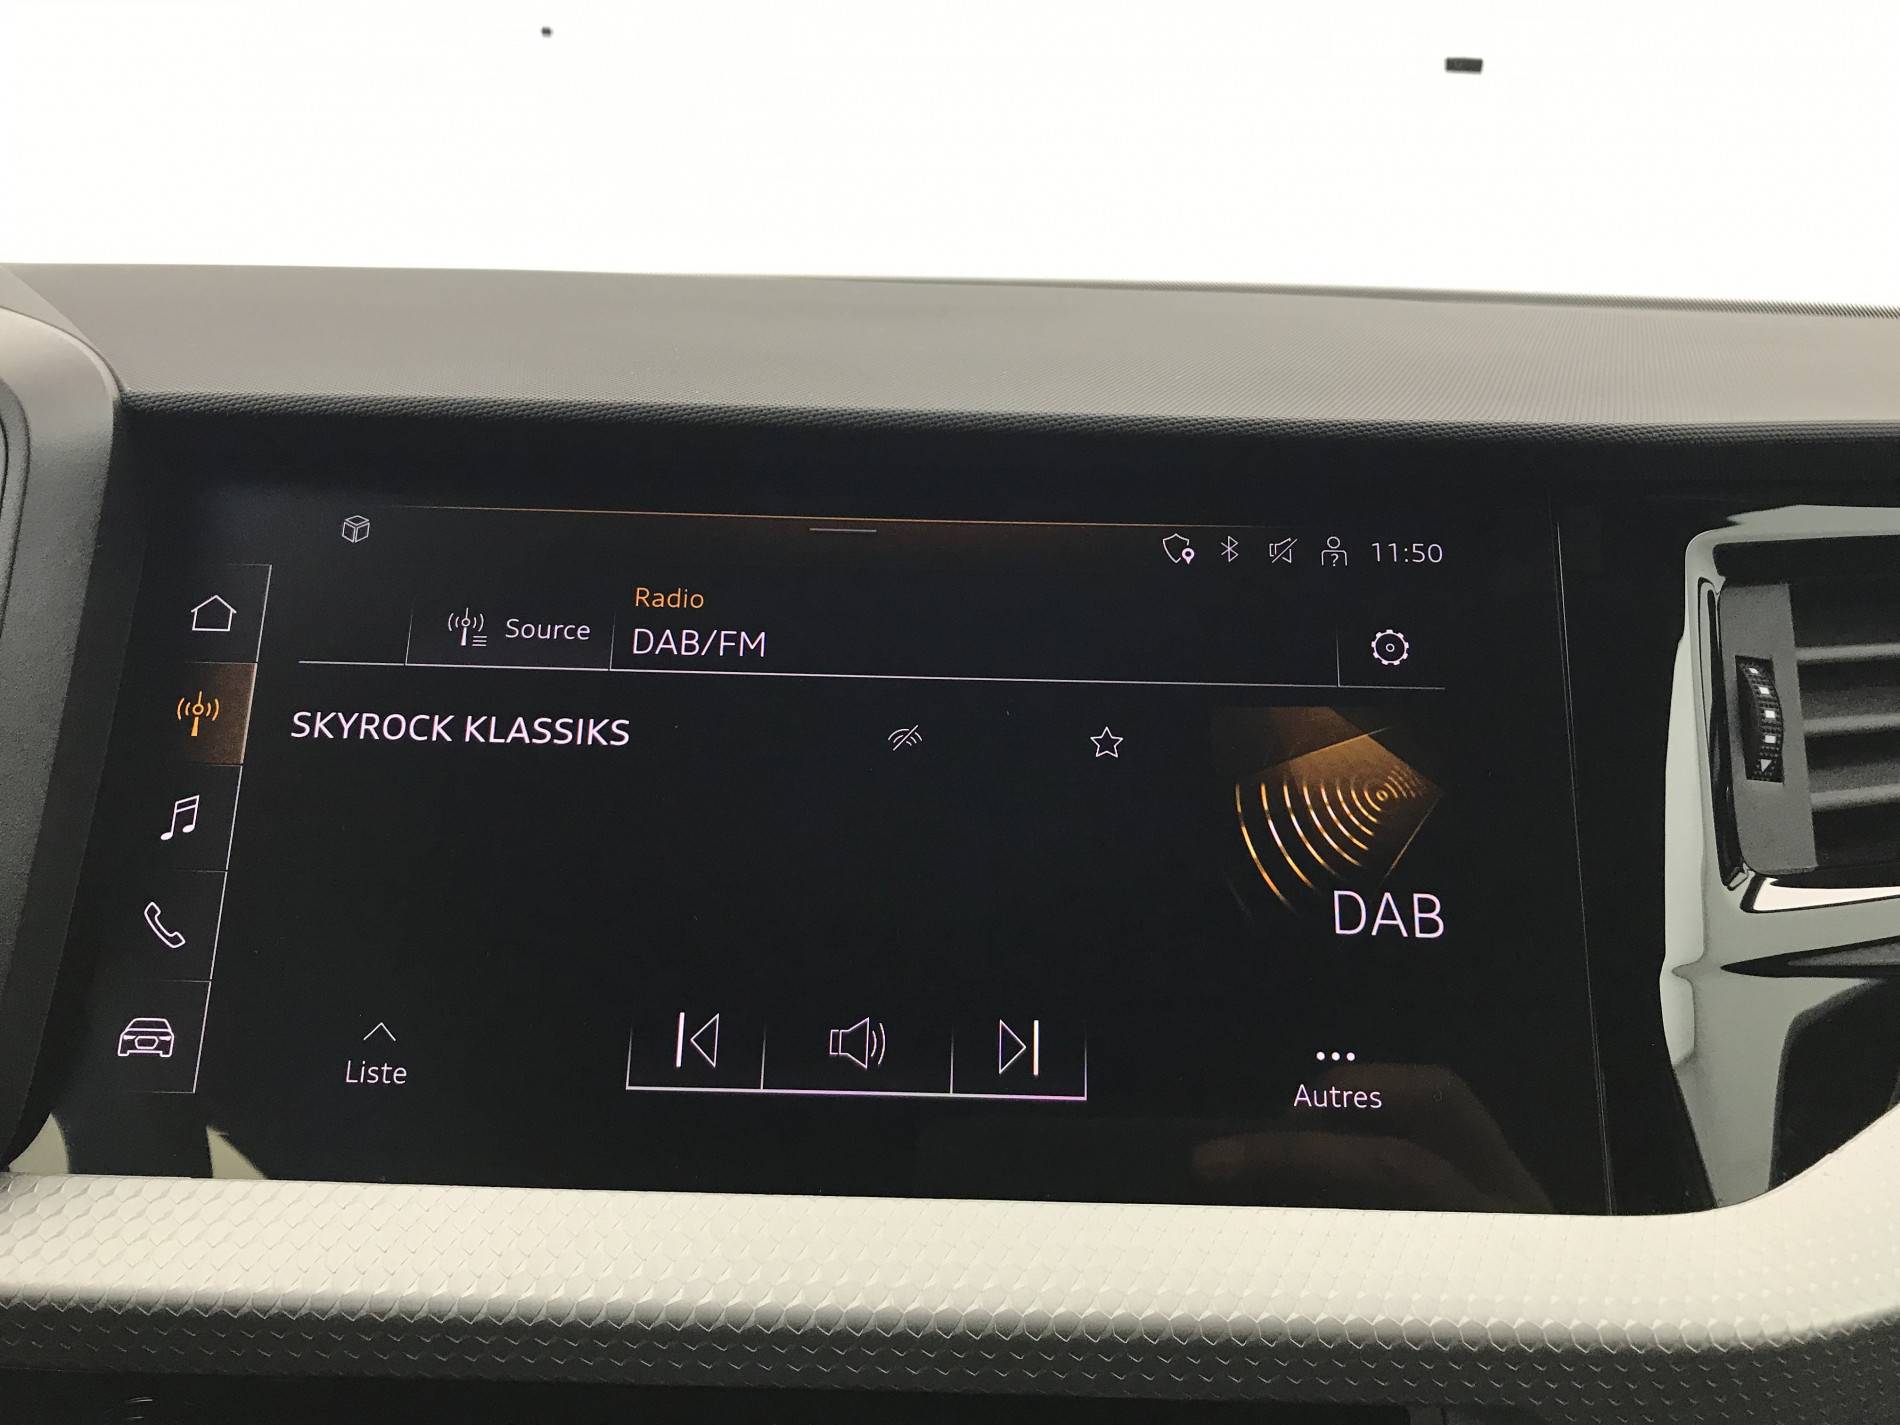 11:50
Radio
Source
DAB/FM
SKYROCK KLASSIKS
DAB
Liste
Autres